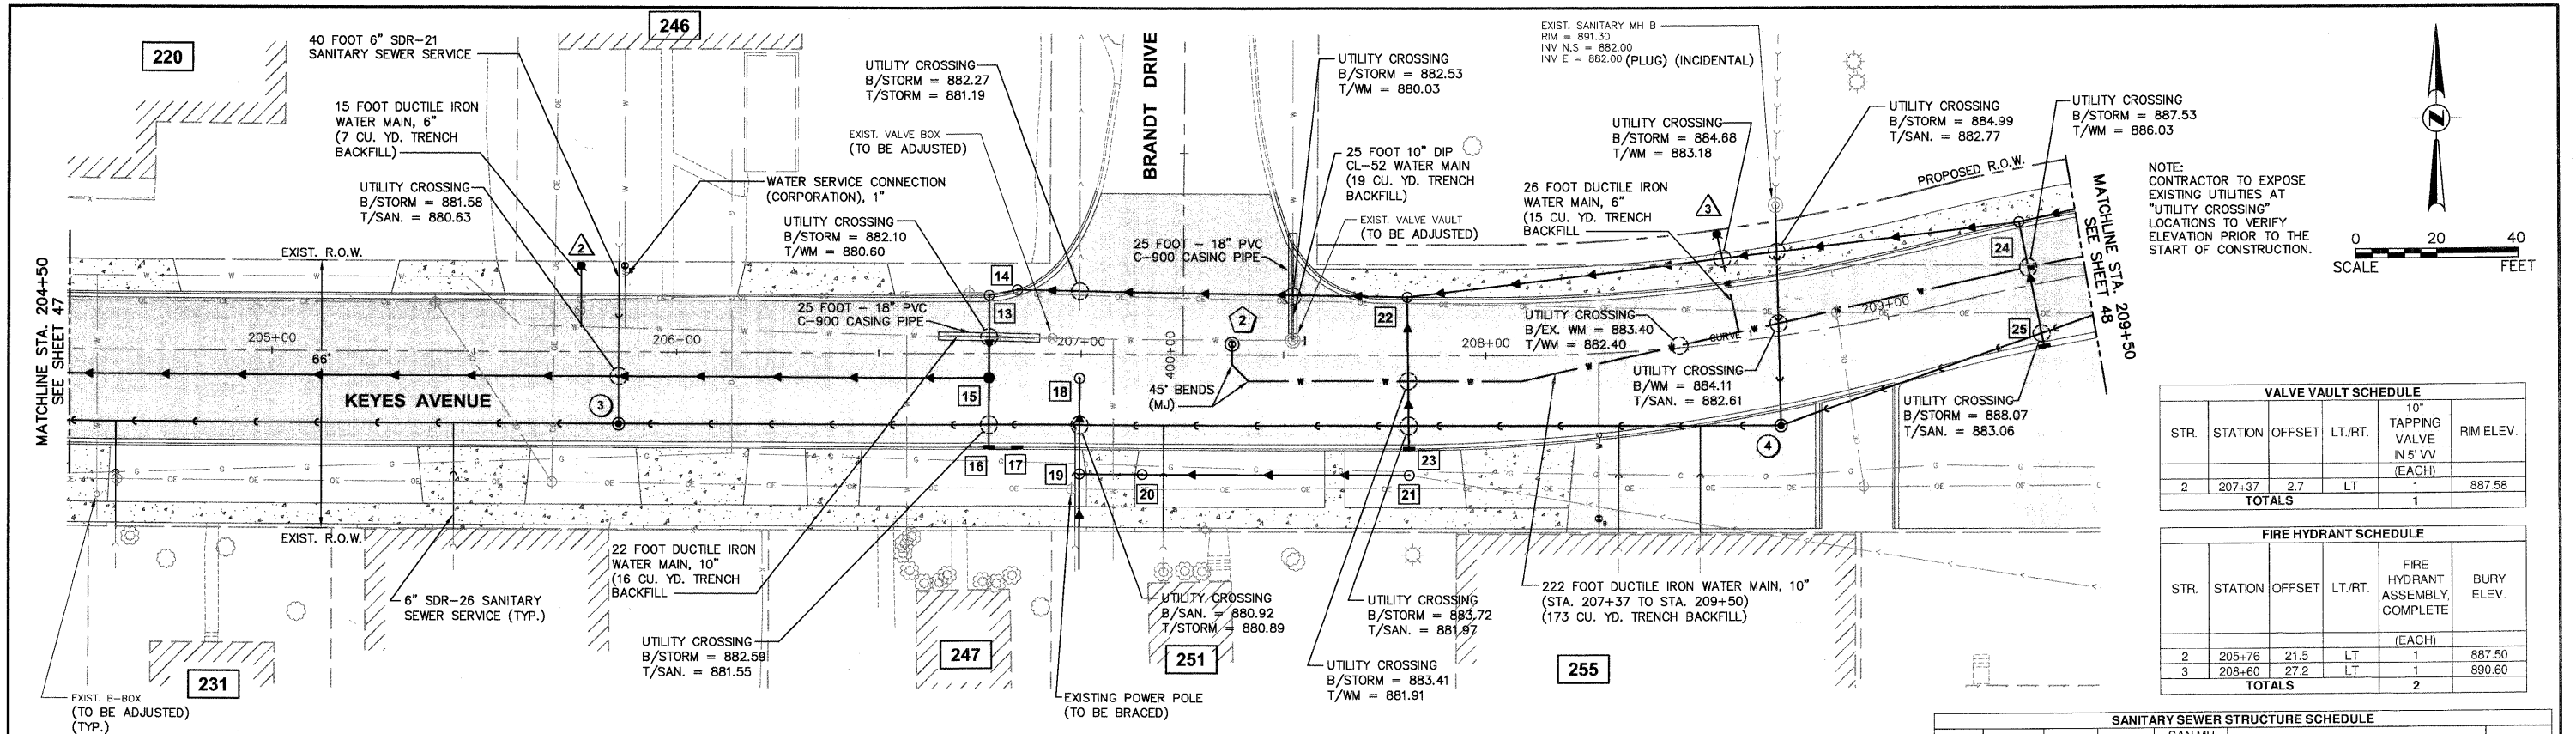 220
246
40 FOOT 6" SDR-21
SANITARY SEWER SERVICE
15 FOOT DUCTILE IRON
WATER MAIN, 6"
(7 CU. YD. TRENCH
BACKFILL)
UTILITY CROSSING
B/STORM = 881.58
T/SAN. = 880.63
WATER SERVICE CONNECTION
(CORPORATION), 1"
UTILITY CROSSING
B/STORM = 882.10
T/WM = 880.60
UTILITY CROSSING
B/STORM = 882.27
T/STORM = 881.19
EXIST. VALVE BOX
(TO BE ADJUSTED)
BRANDT DRIVE
UTILITY CROSSING
B/STORM = 882.53
T/WM = 880.03
25 FOOT 10" DIP
CL-52 WATER MAIN
(19 CU. YD. TRENCH
BACKFILL)
EXIST. VALVE VAULT
(TO BE ADJUSTED)
25 FOOT - 18" PVC
C-900 CASING PIPE
EXIST. SANITARY MH B
RIM = 891.30
INV N,S = 882.00
INV E = 882.00 (PLUG) (INCIDENTAL)
UTILITY CROSSING
B/STORM = 884.68
T/WM = 883.18
26 FOOT DUCTILE IRON
WATER MAIN, 6"
(15 CU. YD. TRENCH
BACKFILL
UTILITY CROSSING
B/STORM = 884.99
T/SAN. = 882.77
UTILITY CROSSING
B/STORM = 887.53
T/WM = 886.03
PROPOSED R.O.W.
NOTE:
CONTRACTOR TO EXPOSE
EXISTING UTILITIES AT
"UTILITY CROSSING"
LOCATIONS TO VERIFY
ELEVATION PRIOR TO THE
START OF CONSTRUCTION.
N
0 20 40
SCALE FEET
MATCHLINE STA. 204+50
SEE SHEET 47
MATCHLINE STA. 209+50
SEE SHEET 48
EXIST. R.O.W.
2
3
14
13
25 FOOT - 18" PVC
C-900 CASING PIPE
205+00
206+00
207+00
400+00
208+00
209+00
66'
2
22
24
25
CURVE
UTILITY CROSSING
B/EX. WM = 883.40
T/WM = 882.40
UTILITY CROSSING
B/WM = 884.11
T/SAN. = 882.61
UTILITY CROSSING
B/STORM = 888.07
T/SAN. = 883.06
45° BENDS
(MJ)
KEYES AVENUE
3
15
18
4
16
17
19
20
21
23
EXIST. R.O.W.
22 FOOT DUCTILE IRON
WATER MAIN, 10"
(16 CU. YD. TRENCH
BACKFILL
6" SDR-26 SANITARY
SEWER SERVICE (TYP.)
UTILITY CROSSING
B/STORM = 882.59
T/SAN. = 881.55
UTILITY CROSSING
B/SAN. = 880.92
T/STORM = 880.89
UTILITY CROSSING
B/STORM = 883.72
T/SAN. = 881.97
UTILITY CROSSING
B/STORM = 883.41
T/WM = 881.91
222 FOOT DUCTILE IRON WATER MAIN, 10"
(STA. 207+37 TO STA. 209+50)
(173 CU. YD. TRENCH BACKFILL)
231
247
251
255
EXIST. B-BOX
(TO BE ADJUSTED)
(TYP.)
EXISTING POWER POLE
(TO BE BRACED)
VALVE VAULT SCHEDULE
STR. STATION OFFSET LT./RT. 10" TAPPING VALVE IN 5' VV RIM ELEV.
(EACH)
2 207+37 2.7 LT 1 887.58
TOTALS 1
FIRE HYDRANT SCHEDULE
STR. STATION OFFSET LT./RT. FIRE HYDRANT ASSEMBLY, COMPLETE BURY ELEV.
(EACH)
2 205+76 21.5 LT 1 887.50
3 208+60 27.2 LT 1 890.60
TOTALS 2
SANITARY SEWER STRUCTURE SCHEDULE